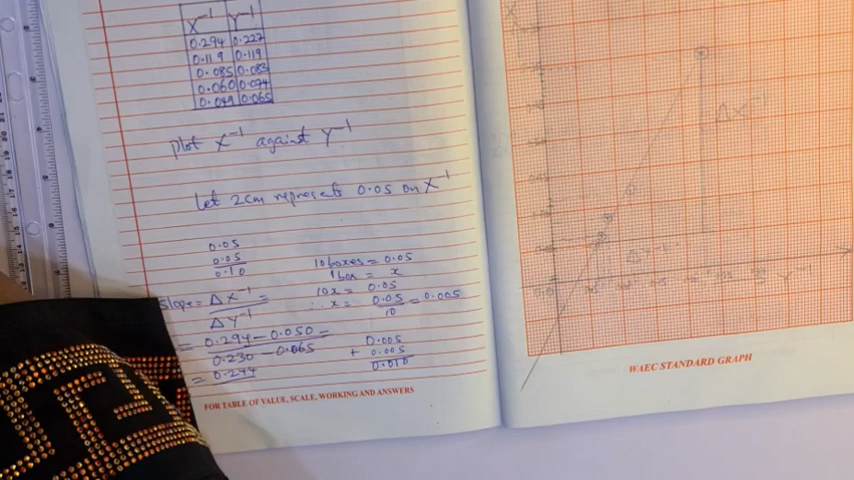 X⁻¹ Y⁻¹
0.294 0.227
0.119 0.119
0.085 0.083
0.060 0.074
0.049 0.065
plot X⁻¹ against Y⁻¹
Let 2cm represents 0.05 on X⁻¹
0.05
0.05
0.10
Slope = ΔX⁻¹ =
ΔY⁻¹
= 0.294 - 0.050 =
0.230 - 0.065
= 0.244
10 boxes = 0.05
1 box = x
10x = 0.05
∴ x = 0.05 = 0.005
10
0.005
+ 0.005
0.010
FOR TABLE OF VALUE, SCALE, WORKING AND ANSWERS
ΔX⁻¹
WAEC STANDARD GRAPH